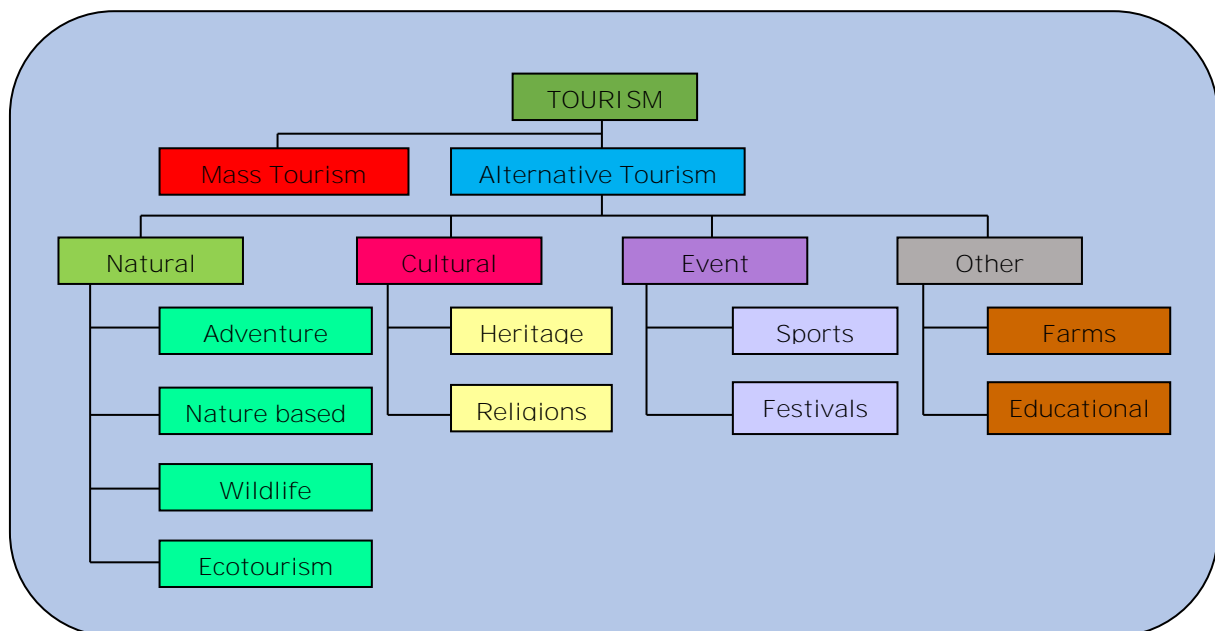 TOURISM
Mass Tourism
Alternative Tourism
Natural
Cultural
Event
Other
Adventure
Heritage
Sports
Farms
Nature based
Religions
Festivals
Educational
Wildlife
Ecotourism